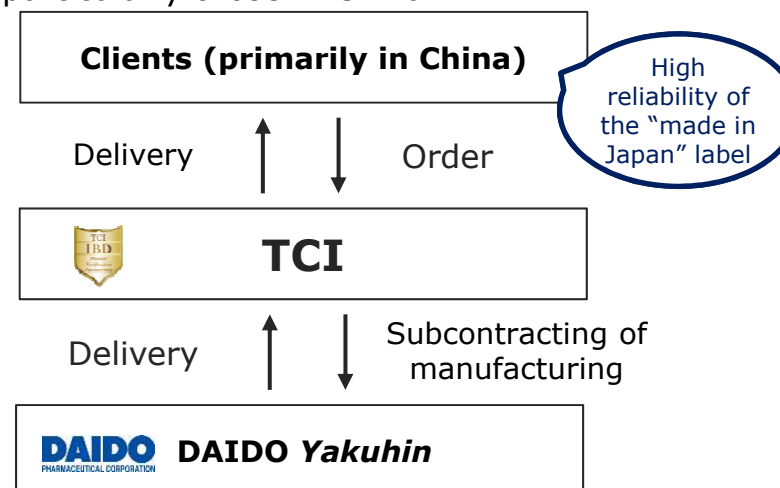 Clients (primarily in China)
High
reliability of
the “made in
Japan” label
Delivery
Order
TCI
IBD
TCI
Delivery
Subcontracting of
manufacturing
DAIDO
PHARMACEUTICAL CORPORATION
DAIDO Yakuhin